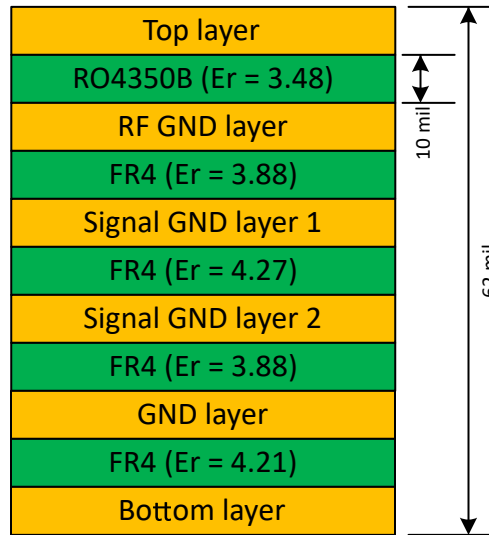 Top layer
RO4350B (Er = 3.48)
RF GND layer
FR4 (Er = 3.88)
Signal GND layer 1
FR4 (Er = 4.27)
Signal GND layer 2
FR4 (Er = 3.88)
GND layer
FR4 (Er = 4.21)
Bottom layer
10 mil
62 mil